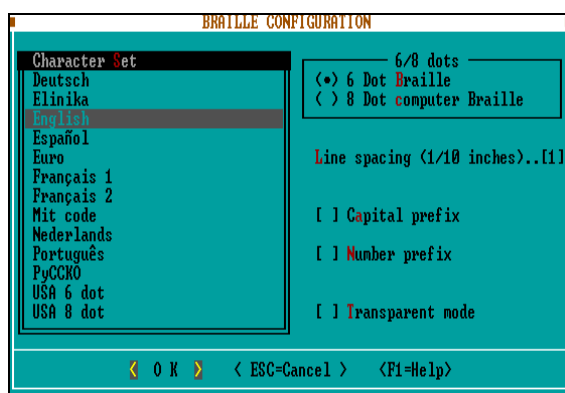 BRAILLE CONFIGURATION
Character Set
Deutsch
Elinika
English
Español
Euro
Français 1
Français 2
Mit code
Nederlands
Português
PyCCKO
USA 6 dot
USA 8 dot
6/8 dots
(•) 6 Dot Braille
( ) 8 Dot computer Braille
Line spacing (1/10 inches)..[1]
[ ] Capital prefix
[ ] Number prefix
[ ] Transparent mode
< O K > < ESC=Cancel > <F1=Help>